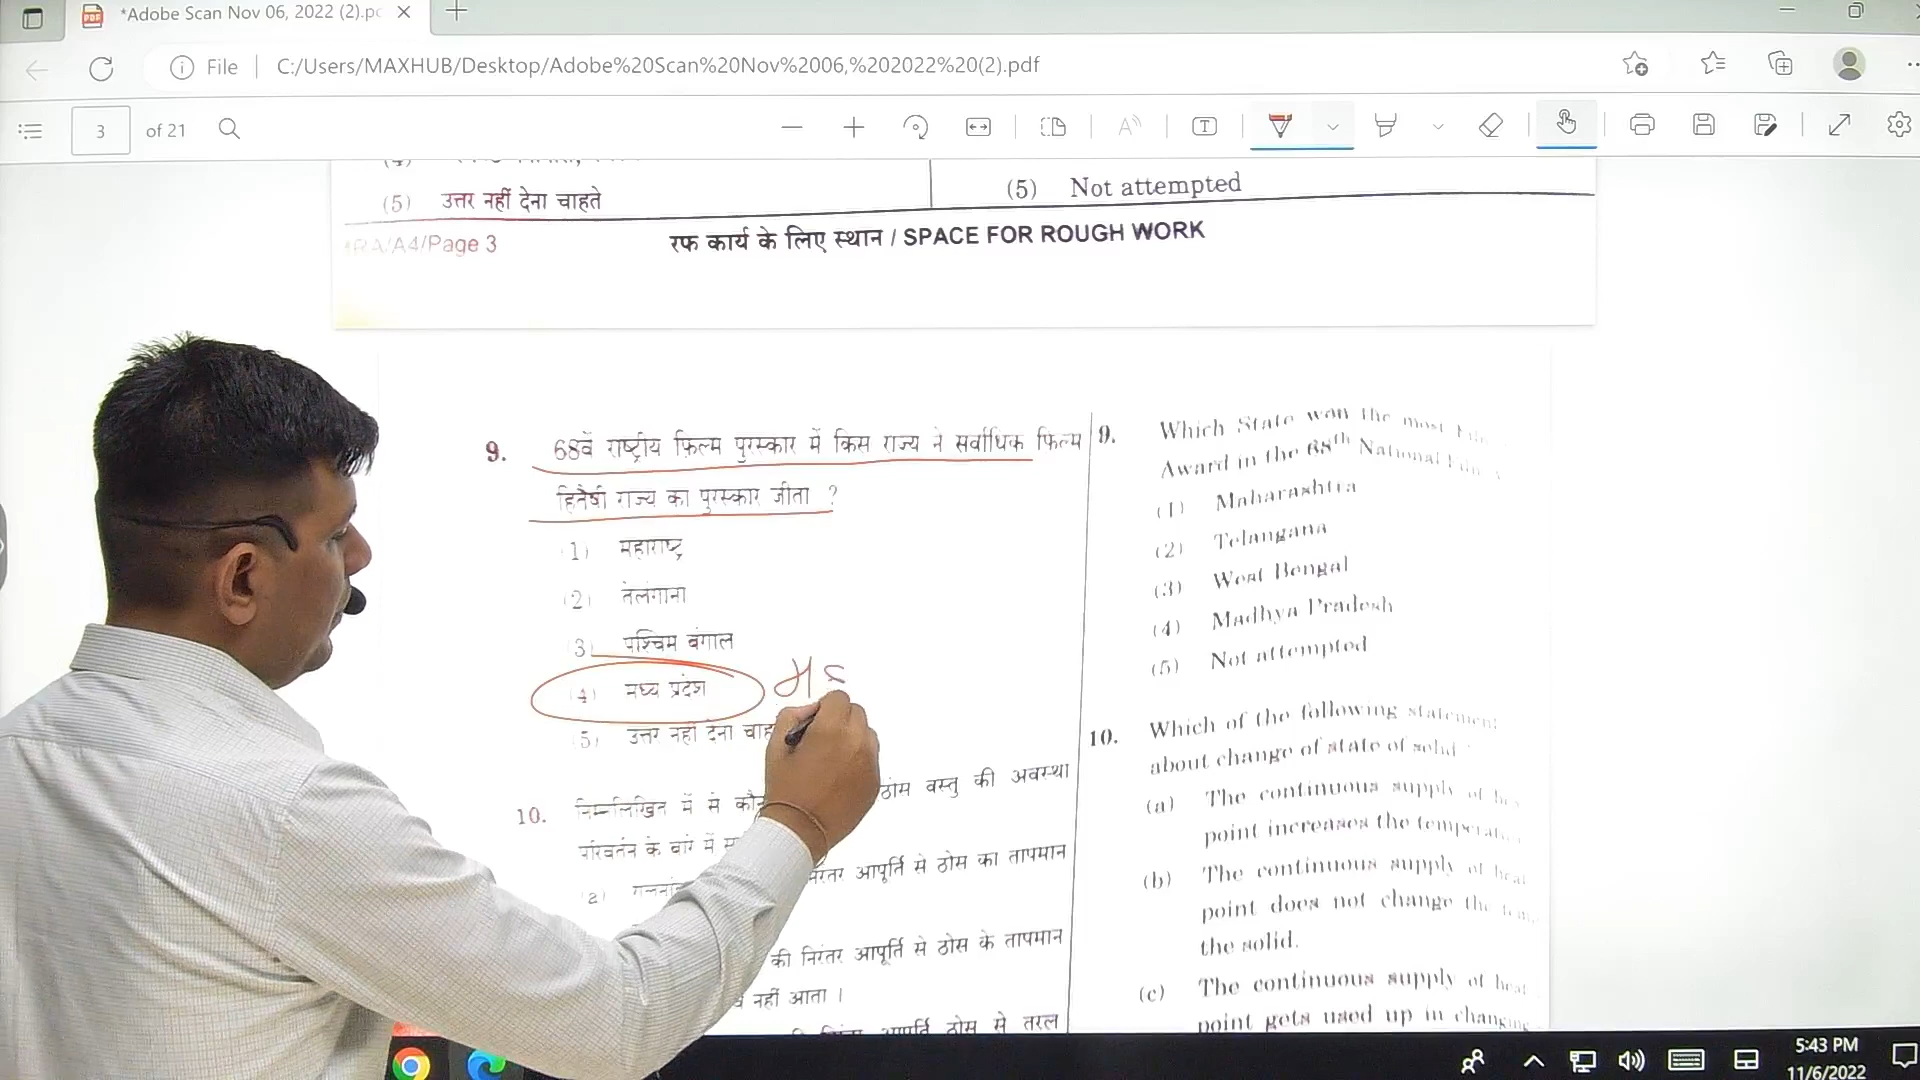 *Adobe Scan Nov 06, 2022 (2).pd
File
C:/Users/MAXHUB/Desktop/Adobe%20Scan%20Nov%2006,%202022%20(2).pdf
3 of 21
(5) उत्तर नहीं देना चाहते
(5) Not attempted
/A4/Page 3
रफ कार्य के लिए स्थान / SPACE FOR ROUGH WORK
9. 68वें राष्ट्रीय फ़िल्म पुरस्कार में किस राज्य ने सर्वाधिक फिल्म
हितैषी राज्य का पुरस्कार जीता ?
(1) महाराष्ट्र
(2) तेलंगाना
(3) पश्चिम बंगाल
(4) मध्य प्रदेश
(5) उत्तर नहीं देना
10. निम्नलिखित में से ठोस वस्तु की अवस्था
परिवर्तन के बारे में
(a) निरंतर आपूर्ति से ठोस का तापमान
की निरंतर आपूर्ति से ठोस के तापमान
नहीं आता ।
ठोस से तरल
9. Which State won the most
Award in the 68th National
(1) Maharashtra
(2) Telangana
(3) West Bengal
(4) Madhya Pradesh
(5) Not attempted
10. Which of the following statement
about change of state of solid
(a) The continuous supply of
point increases the
(b) The continuous supply of heat
point does not change the
the solid.
(c) The continuous supply of heat
point gets used up in changing
5:43 PM
11/6/2022